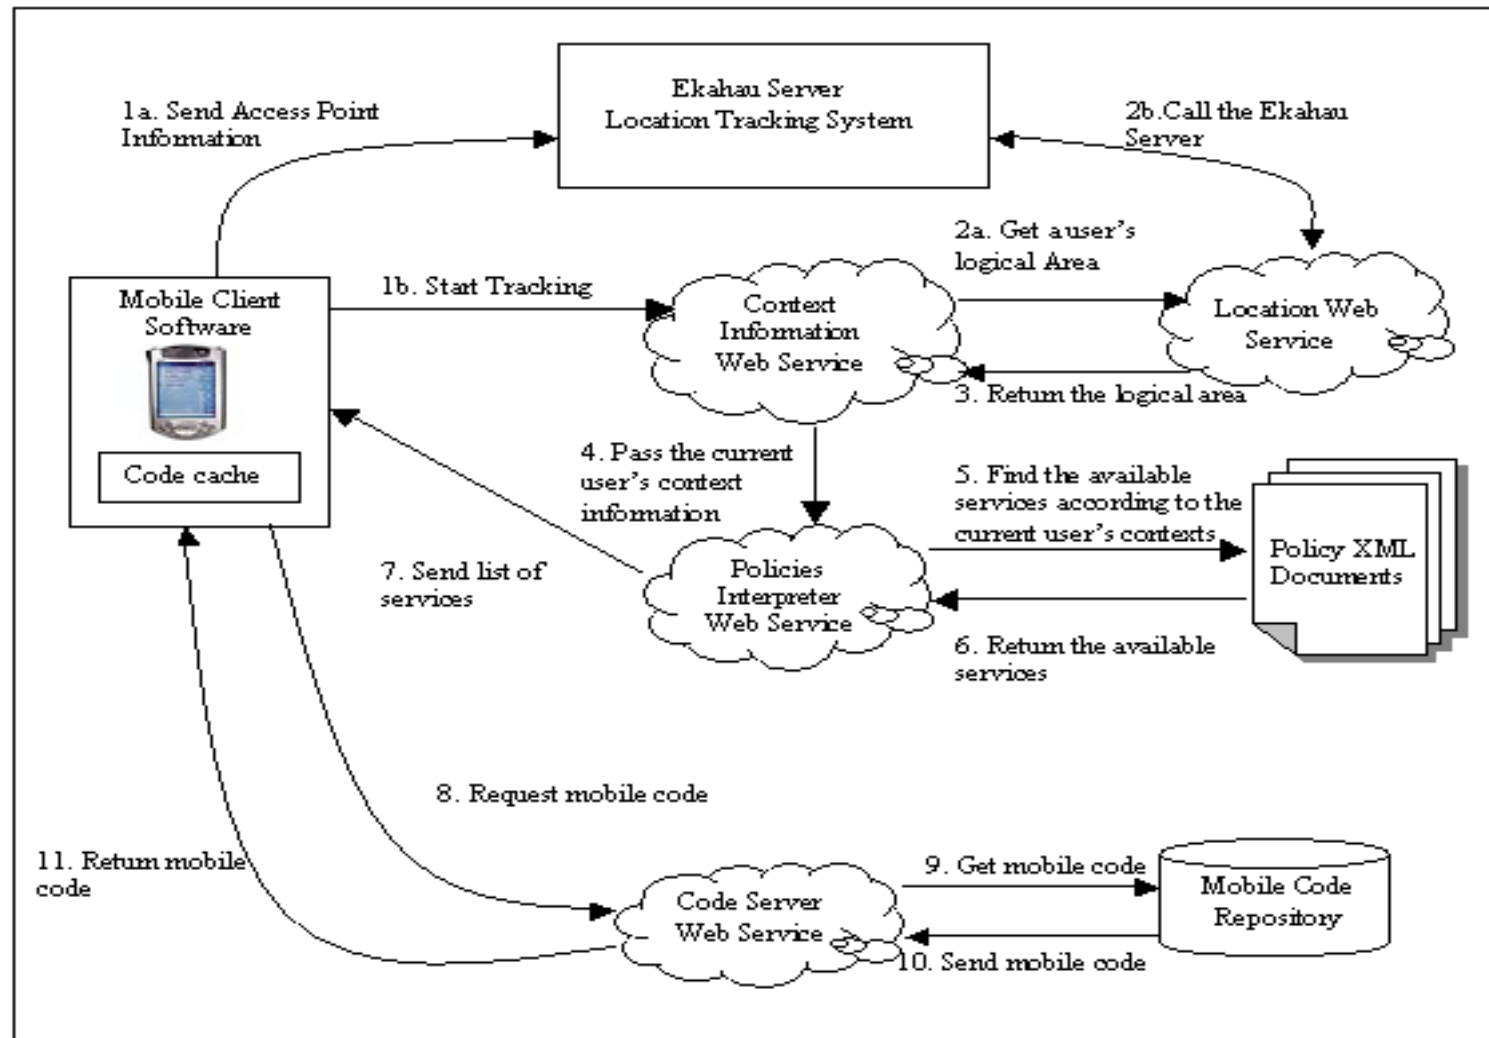 Ekahau Server
Location Tracking System
1a. Send Access Point
Information
2b.Call the Ekahau
Server
2a. Get a user's
logical Area
Mobile Client
Software
1b. Start Tracking
Context
Information
Web Service
Location Web
Service
3. Return the logical area
Code cache
4. Pass the current
user's context
information
5. Find the available
services according to the
current user's contexts
Policy XML
Documents
7. Send list of
services
Policies
Interpreter
Web Service
6. Return the available
services
8. Request mobile code
11. Return mobile
code
Code Server
Web Service
9. Get mobile code
Mobile Code
Repository
10. Send mobile code